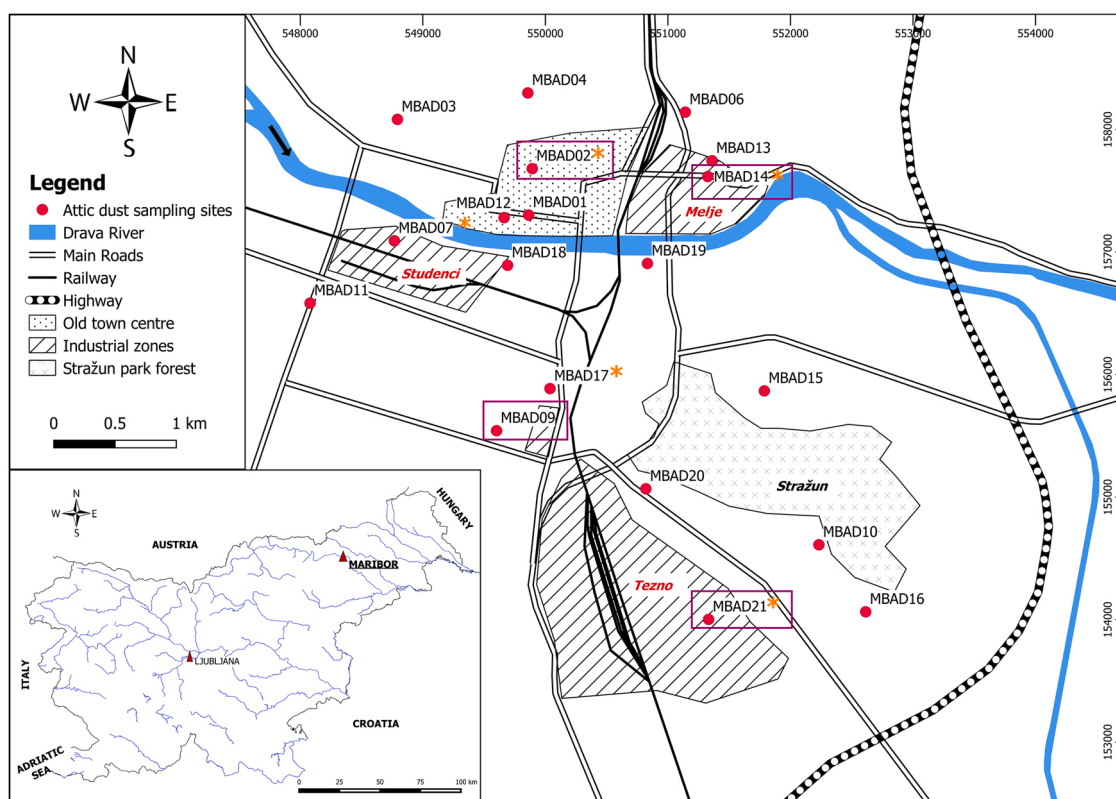 548000
549000
550000
551000
552000
553000
554000
N
W
E
S
MBAD04
MBAD03
MBAD06
158000
MBAD13
MBAD02
MBAD14
Legend
Attic dust sampling sites
Drava River
Main Roads
Railway
Highway
Old town centre
Industrial zones
Stražun park forest
MBAD12
MBAD01
Melje
MBAD07
MBAD18
MBAD19
157000
Studenci
MBAD11
MBAD17
MBAD15
156000
0
0.5
1 km
MBAD09
MBAD20
Stražun
155000
MBAD10
Tezno
MBAD21
MBAD16
154000
153000
N
W
E
S
HUNGARY
AUSTRIA
MARIBOR
LJUBLJANA
ITALY
CROATIA
ADRIATIC
SEA
0
25
50
75
100 km